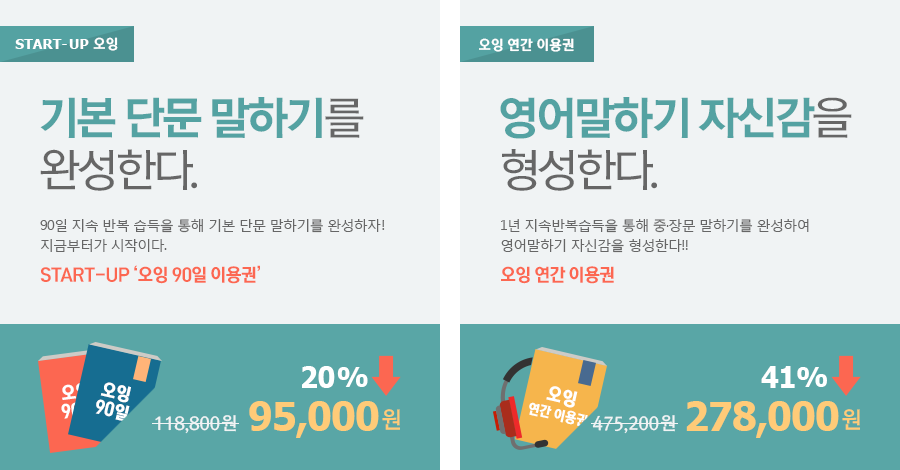 START-UP 오잉
기본 단문 말하기를
완성한다.
90일 지속 반복 습득을 통해 기본 단문 말하기를 완성하자!
지금부터가 시작이다.
START-UP ‘오잉 90일 이용권’
오잉
90일
20%
118,800원 95,000원
오잉 연간 이용권
영어말하기 자신감을
형성한다.
1년 지속반복습득을 통해 중·장문 말하기를 완성하여
영어말하기 자신감을 형성한다!!
오잉 연간 이용권
오잉
연간 이용권
41%
475,200원 278,000원